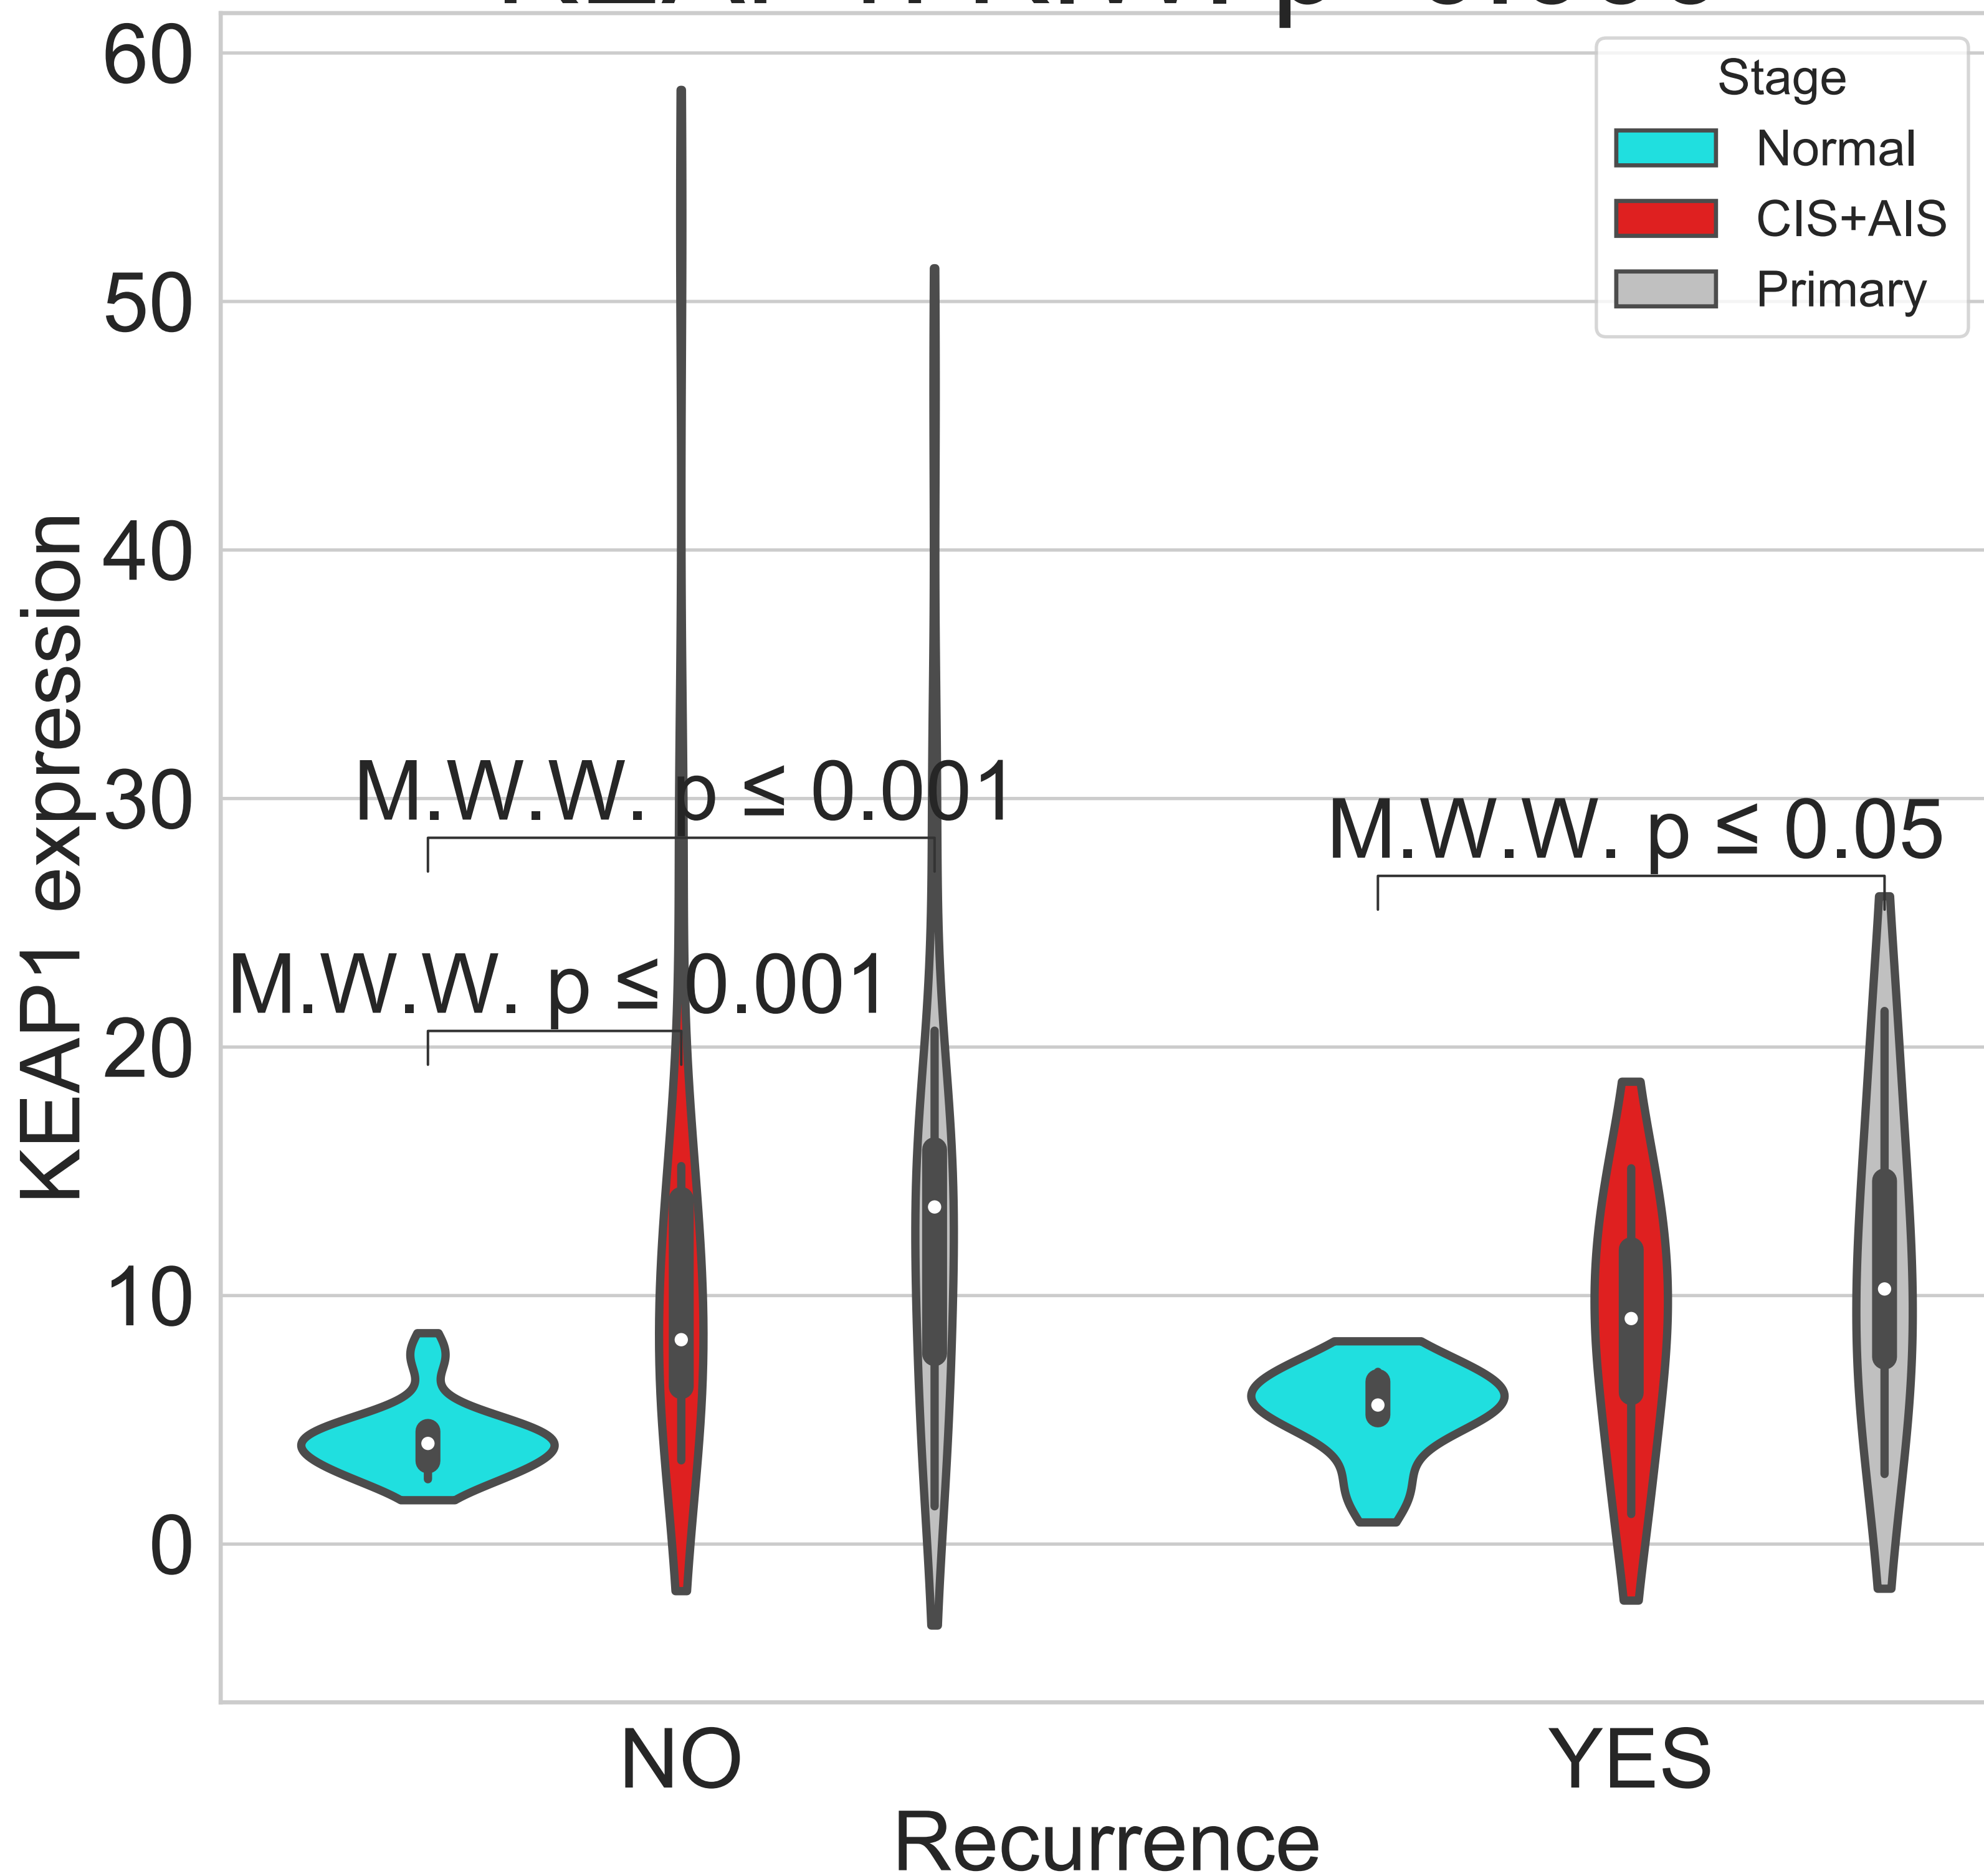 60
50
40
30
20
10
0
KEAP1 expression
Stage
Normal
CIS+AIS
Primary
M.W.W. p ≤ 0.001
M.W.W. p ≤ 0.05
M.W.W. p ≤ 0.001
NO
YES
Recurrence